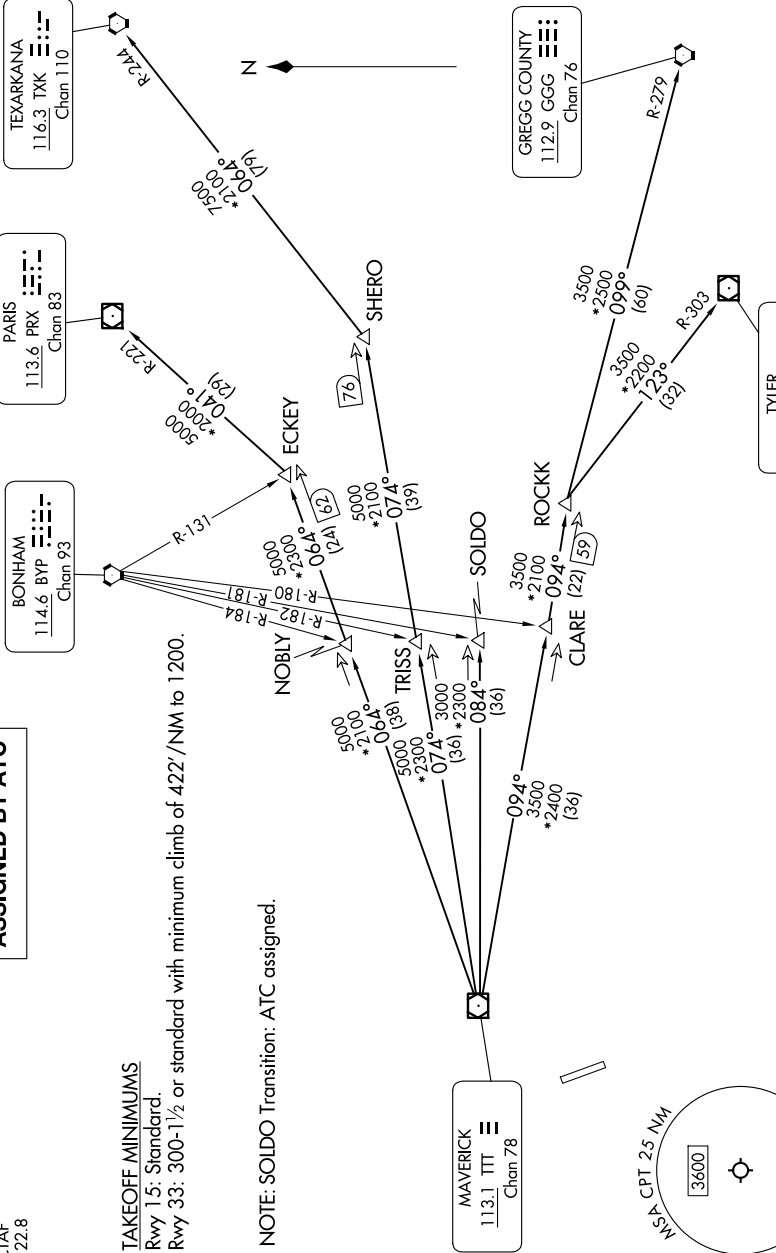 CTAF
22.8
ASSIGNED BY ATC
TAKEOFF MINIMUMS
Rwy 15: Standard.
Rwy 33: 300-1½ or standard with minimum climb of 422'/NM to 1200.
NOTE: SOLDO Transition: ATC assigned.
TEXARKANA
116.3 TXK
Chan 110
R-244
PARIS
113.6 PRX
Chan 83
R-221
BONHAM
114.6 BYP
Chan 93
R-131
R-184
R-182
R-181
R-180
N
GREGG COUNTY
112.9 GGG
Chan 76
R-279
TYLER
R-303
MAVERICK
113.1 TTT
Chan 78
NOBLY
ECKEY
TRISS
SHERO
SOLDO
CLARE
ROCKK
5000
*2100
064°
(38)
5000
*2300
064°
(24)
62
5000
*2000
041°
(29)
5000
*2300
074°
(36)
5000
*2100
074°
(39)
76
7500
*2100
064°
(79)
3000
*2300
084°
(36)
094°
3500
*2400
(36)
3500
*2100
094°
(22)
59
3500
*2500
099°
(60)
3500
*2200
123°
(32)
MSA CPT 25 NM
3600